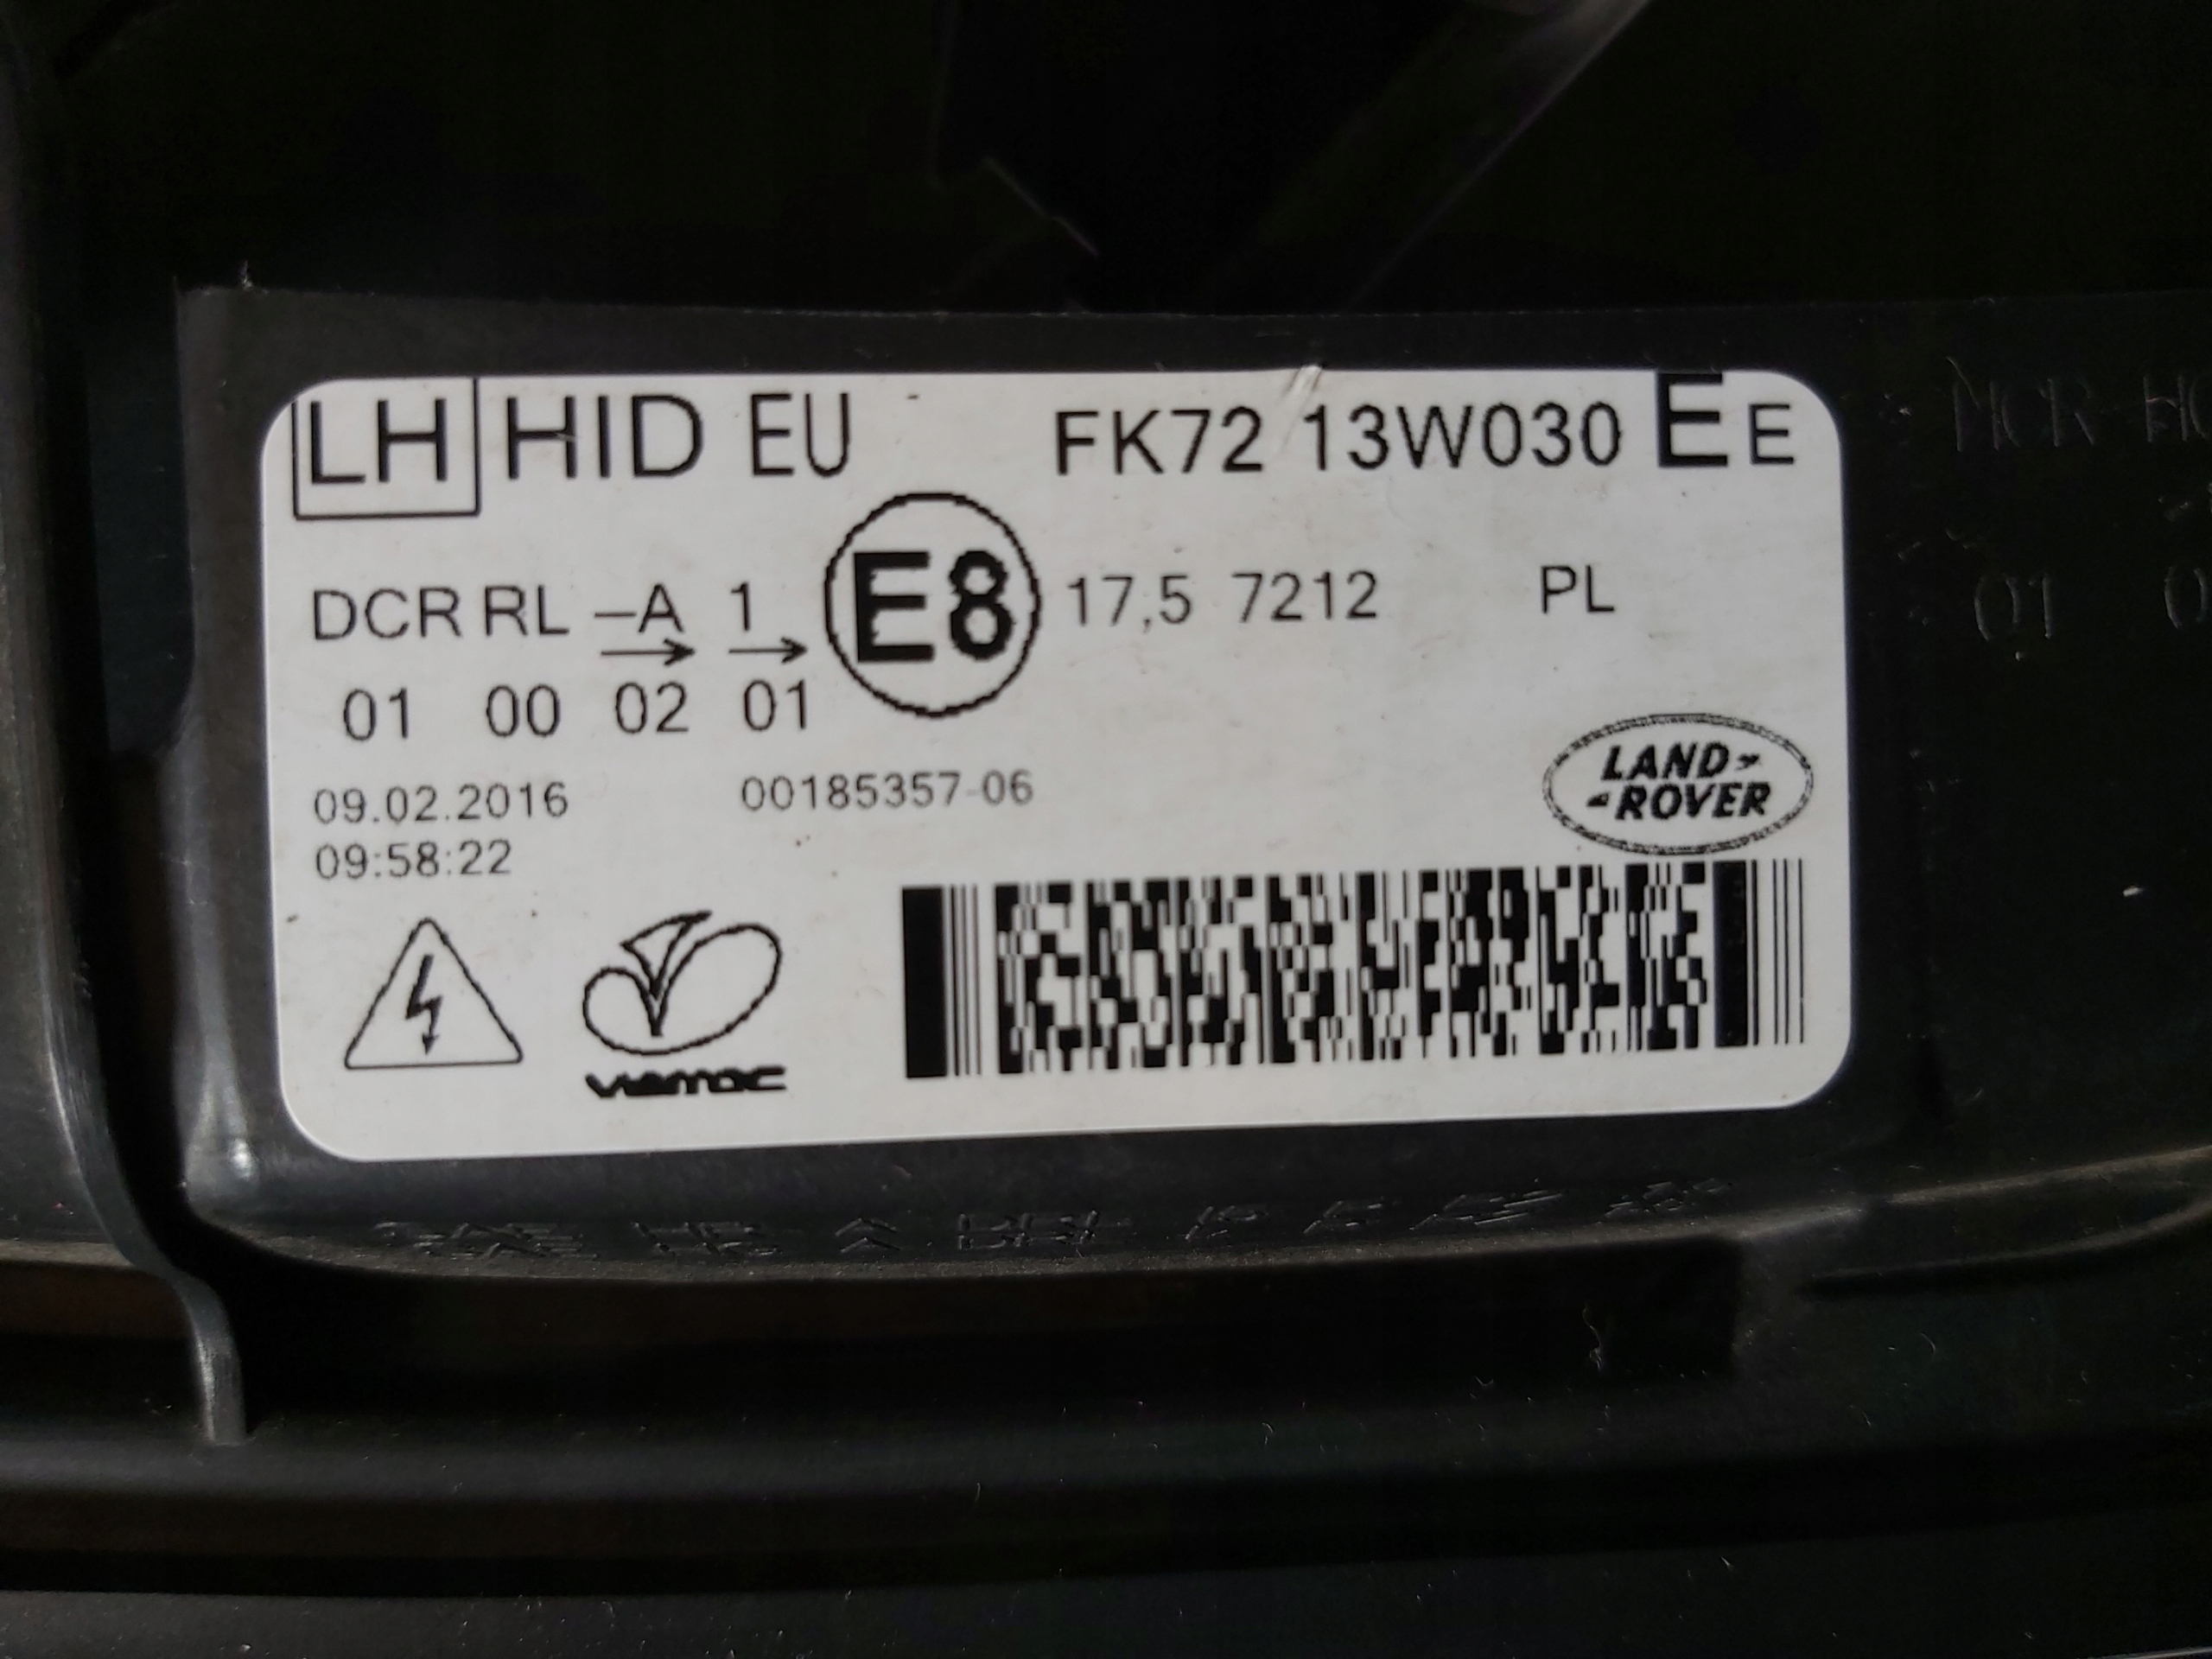 LH HID EU FK72 13W030 E E
DCR RL –A 1 E8 17,5 7212 PL
→ →
01 00 02 01
09.02.2016 00185357-06
09:58:22
LAND
ROVER
01